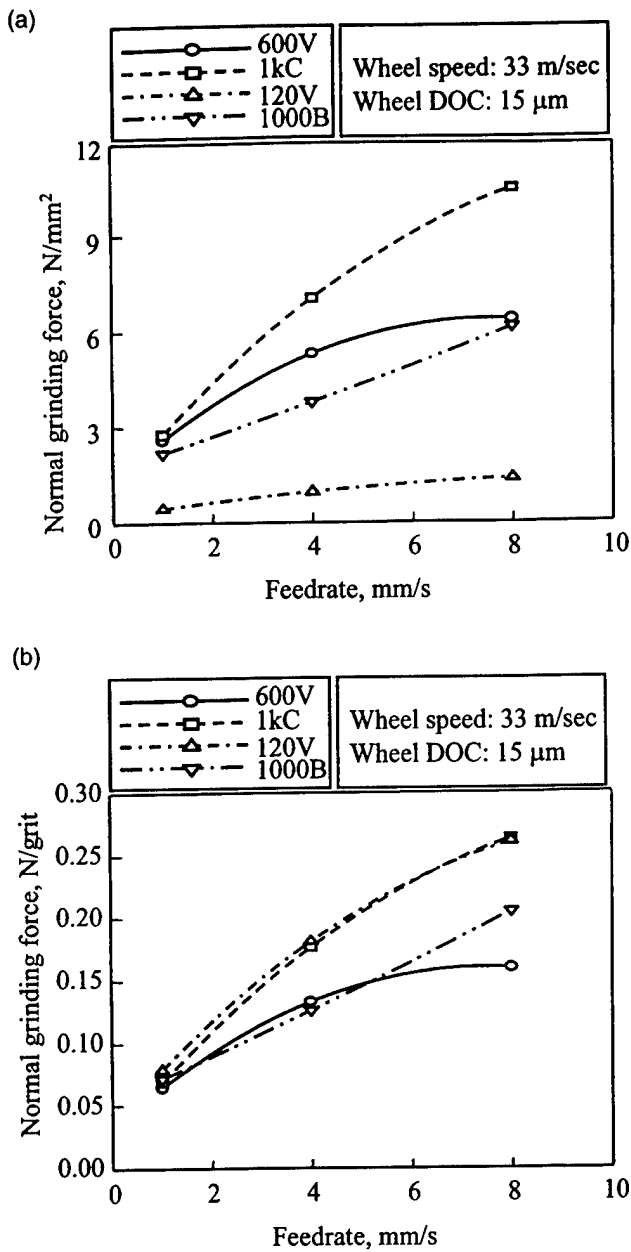 (a)
600V
1kC
120V
1000B
Wheel speed: 33 m/sec
Wheel DOC: 15 μm
Normal grinding force, N/mm²
12
9
6
3
0
0 2 4 6 8 10
Feedrate, mm/s
(b)
600V
1kC
120V
1000B
Wheel speed: 33 m/sec
Wheel DOC: 15 μm
Normal grinding force, N/grit
0.30
0.25
0.20
0.15
0.10
0.05
0.00
0 2 4 6 8 10
Feedrate, mm/s